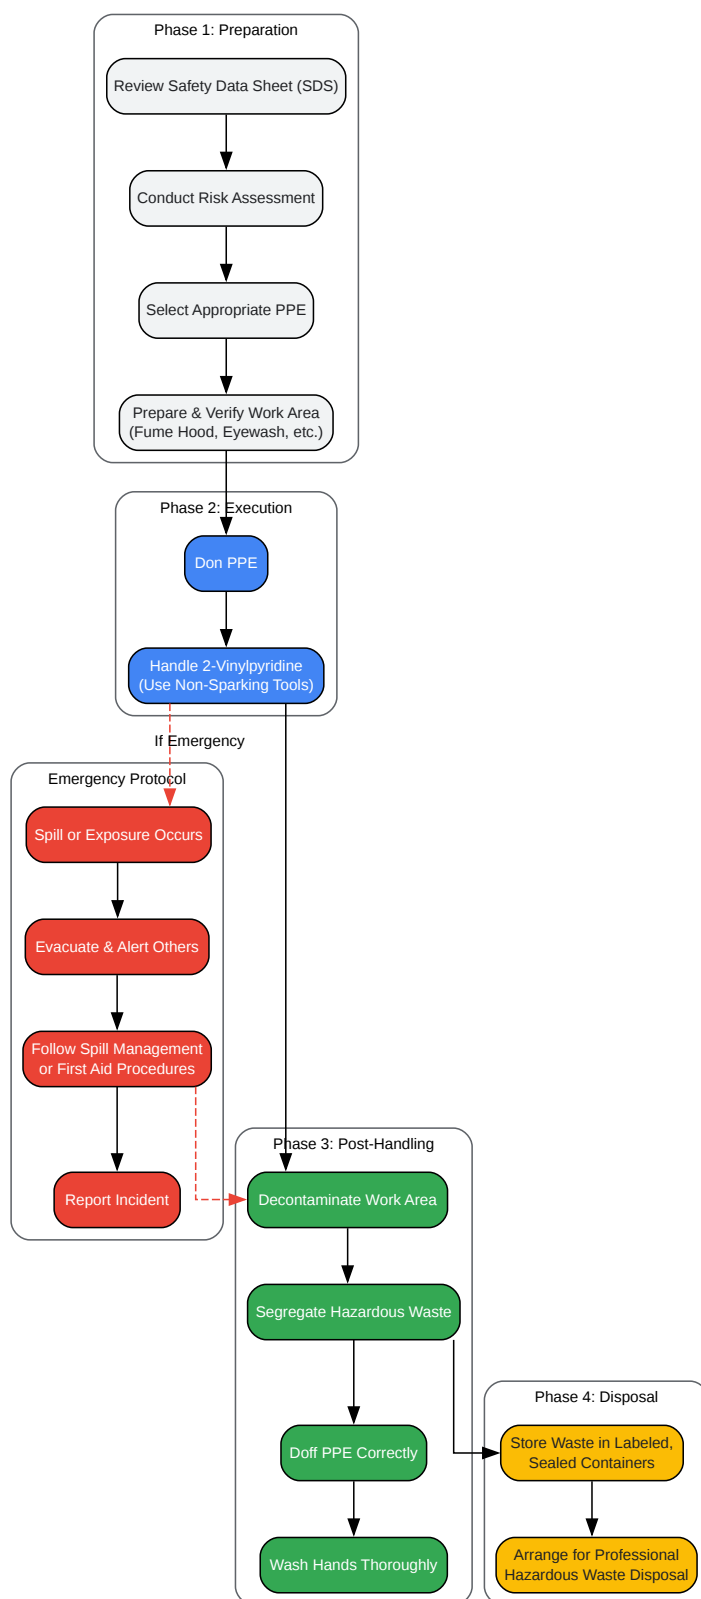 Phase 1: Preparation
Review Safety Data Sheet (SDS)
Conduct Risk Assessment
Select Appropriate PPE
Prepare & Verify Work Area
(Fume Hood, Eyewash, etc.)
Phase 2: Execution
Don PPE
Handle 2-Vinylpyridine
(Use Non-Sparking Tools)
If Emergency
Emergency Protocol
Spill or Exposure Occurs
Evacuate & Alert Others
Follow Spill Management
or First Aid Procedures
Report Incident
Phase 3: Post-Handling
Decontaminate Work Area
Segregate Hazardous Waste
Doff PPE Correctly
Wash Hands Thoroughly
Phase 4: Disposal
Store Waste in Labeled,
Sealed Containers
Arrange for Professional
Hazardous Waste Disposal